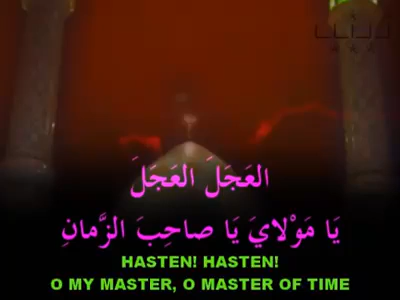 العَجَلَ العَجَلَ
يَا مَوْلايَ يَا صاحِبَ الزَّمانِ
HASTEN! HASTEN!
O MY MASTER, O MASTER OF TIME